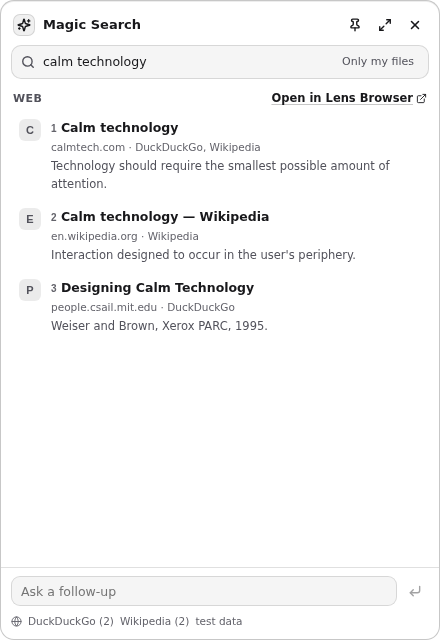 Magic Search
calm technology
Only my files
WEB
Open in Lens Browser
C
1 Calm technology
calmtech.com · DuckDuckGo, Wikipedia
Technology should require the smallest possible amount of
attention.
E
2 Calm technology — Wikipedia
en.wikipedia.org · Wikipedia
Interaction designed to occur in the user's periphery.
P
3 Designing Calm Technology
people.csail.mit.edu · DuckDuckGo
Weiser and Brown, Xerox PARC, 1995.
Ask a follow-up
DuckDuckGo (2) Wikipedia (2) test data